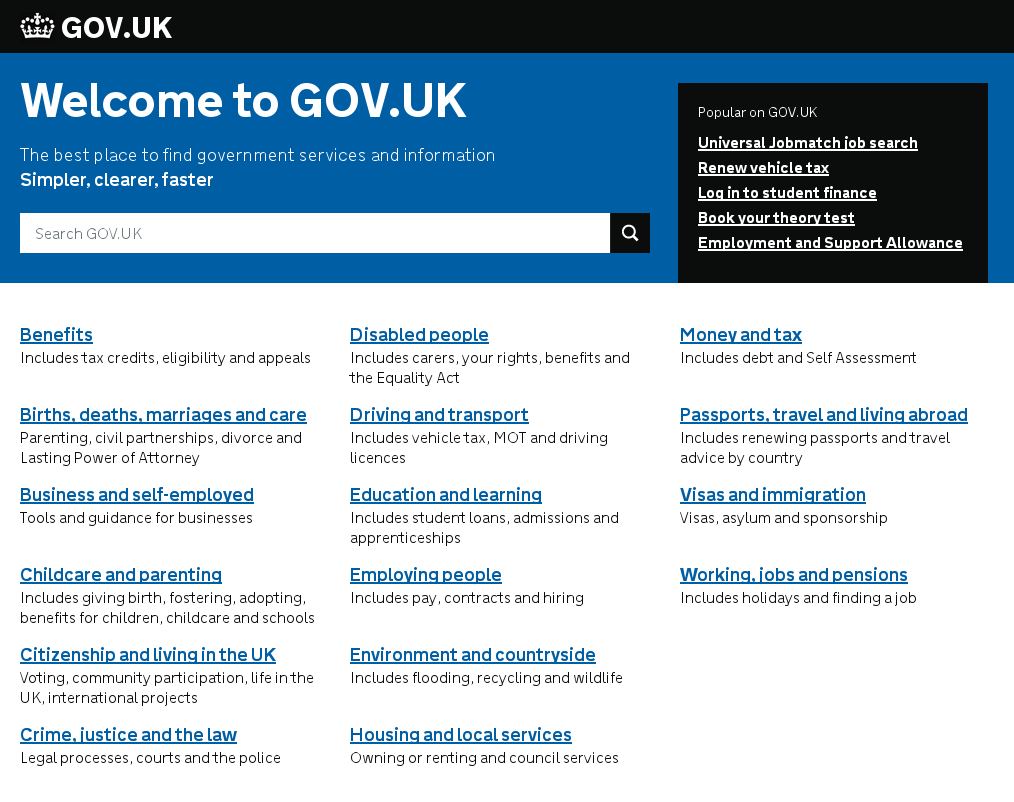 GOV.UK
Welcome to GOV.UK
The best place to find government services and information
Simpler, clearer, faster
Search GOV.UK
Popular on GOV.UK
Universal Jobmatch job search
Renew vehicle tax
Log in to student finance
Book your theory test
Employment and Support Allowance
Benefits
Includes tax credits, eligibility and appeals
Births, deaths, marriages and care
Parenting, civil partnerships, divorce and
Lasting Power of Attorney
Business and self-employed
Tools and guidance for businesses
Childcare and parenting
Includes giving birth, fostering, adopting,
benefits for children, childcare and schools
Citizenship and living in the UK
Voting, community participation, life in the
UK, international projects
Crime, justice and the law
Legal processes, courts and the police
Disabled people
Includes carers, your rights, benefits and
the Equality Act
Driving and transport
Includes vehicle tax, MOT and driving
licences
Education and learning
Includes student loans, admissions and
apprenticeships
Employing people
Includes pay, contracts and hiring
Environment and countryside
Includes flooding, recycling and wildlife
Housing and local services
Owning or renting and council services
Money and tax
Includes debt and Self Assessment
Passports, travel and living abroad
Includes renewing passports and travel
advice by country
Visas and immigration
Visas, asylum and sponsorship
Working, jobs and pensions
Includes holidays and finding a job